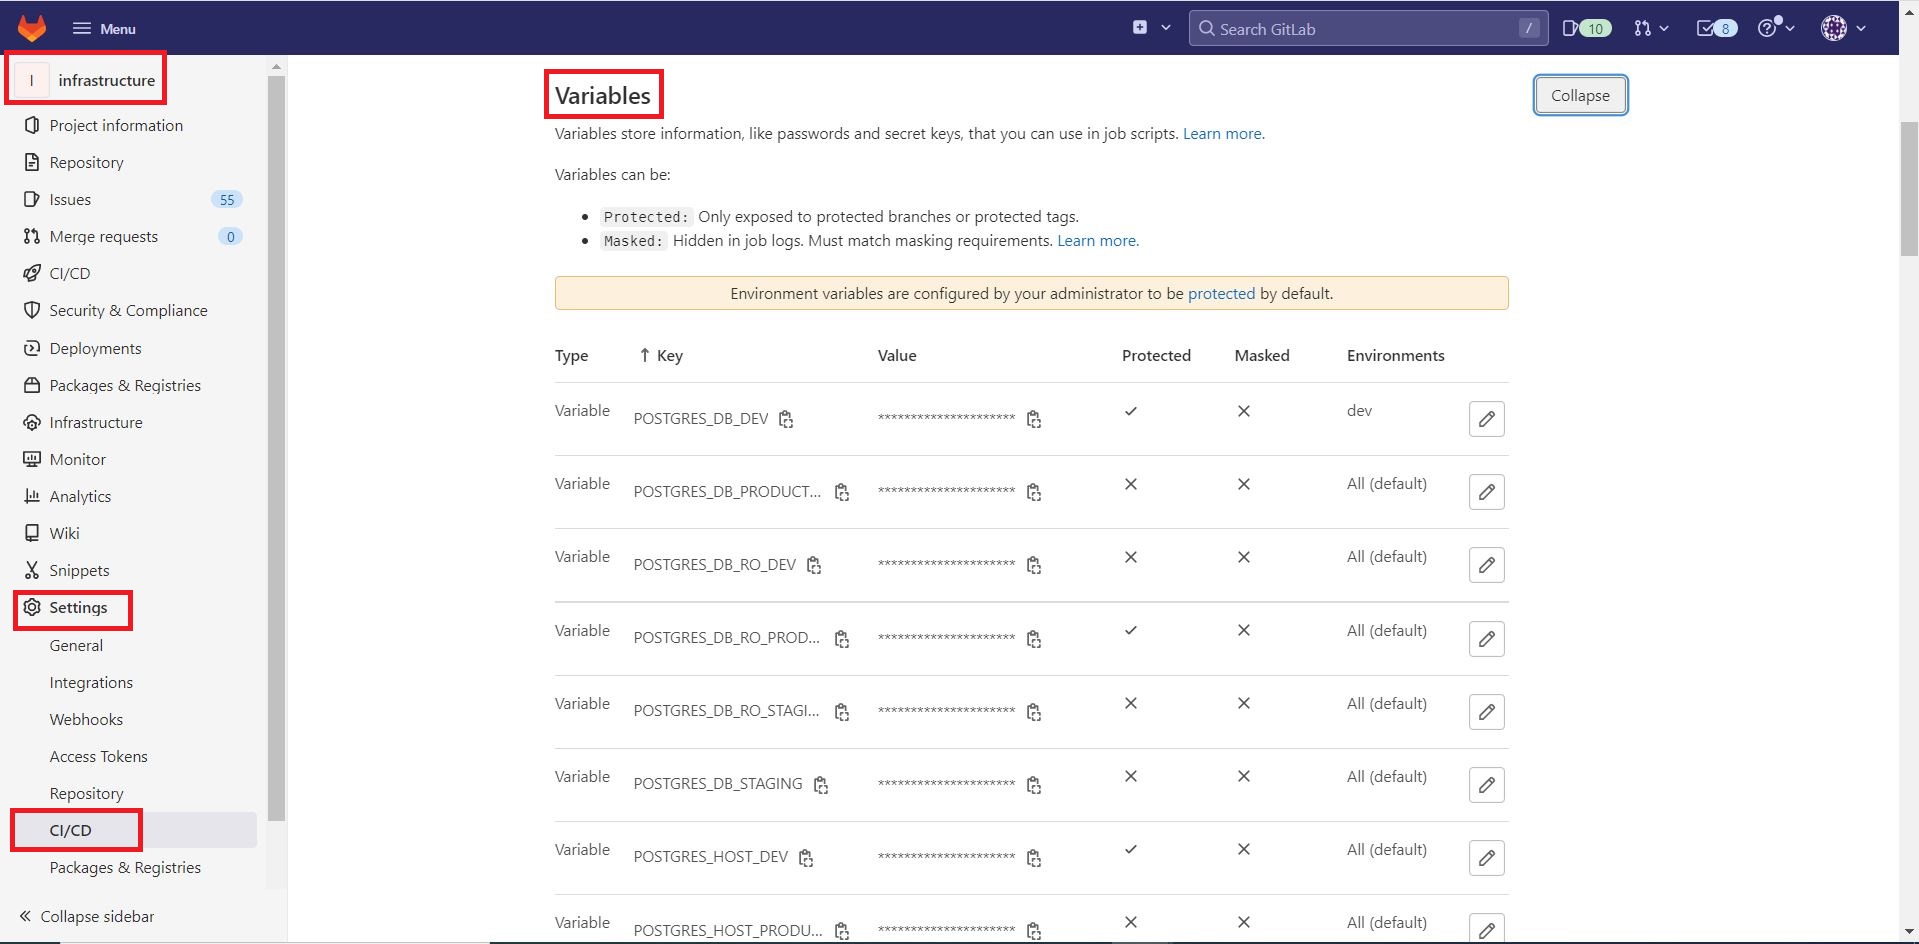 Menu
Search GitLab
/
10
8
I infrastructure
Project information
Repository
Issues 55
Merge requests 0
CI/CD
Security & Compliance
Deployments
Packages & Registries
Infrastructure
Monitor
Analytics
Wiki
Snippets
Settings
General
Integrations
Webhooks
Access Tokens
Repository
CI/CD
Packages & Registries
Collapse sidebar
Variables
Collapse
Variables store information, like passwords and secret keys, that you can use in job scripts. Learn more.
Variables can be:
• Protected: Only exposed to protected branches or protected tags.
• Masked: Hidden in job logs. Must match masking requirements. Learn more.
Environment variables are configured by your administrator to be protected by default.
Type ↑ Key Value Protected Masked Environments
Variable POSTGRES_DB_DEV ********************* ✓ ✕ dev
Variable POSTGRES_DB_PRODUCT... ********************* ✕ ✕ All (default)
Variable POSTGRES_DB_RO_DEV ********************* ✕ ✕ All (default)
Variable POSTGRES_DB_RO_PROD... ********************* ✓ ✕ All (default)
Variable POSTGRES_DB_RO_STAGI... ********************* ✕ ✕ All (default)
Variable POSTGRES_DB_STAGING ********************* ✕ ✕ All (default)
Variable POSTGRES_HOST_DEV ********************* ✓ ✕ All (default)
Variable POSTGRES_HOST_PRODU... ********************* ✕ ✕ All (default)